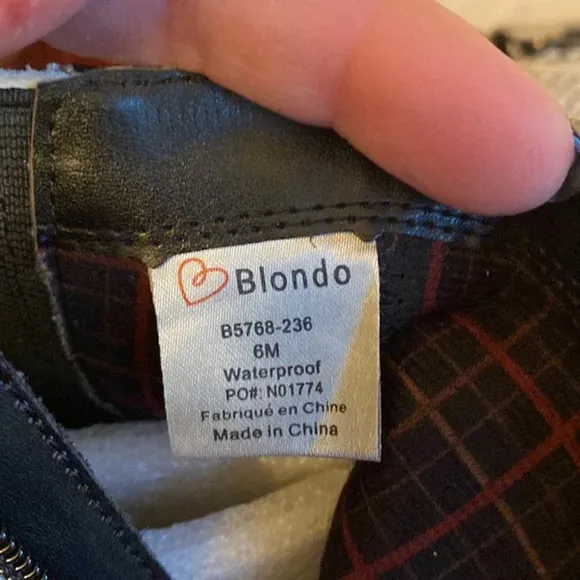 Blondo
B5768-236
6M
Waterproof
PO#: N01774
Fabriqué en Chine
Made in China